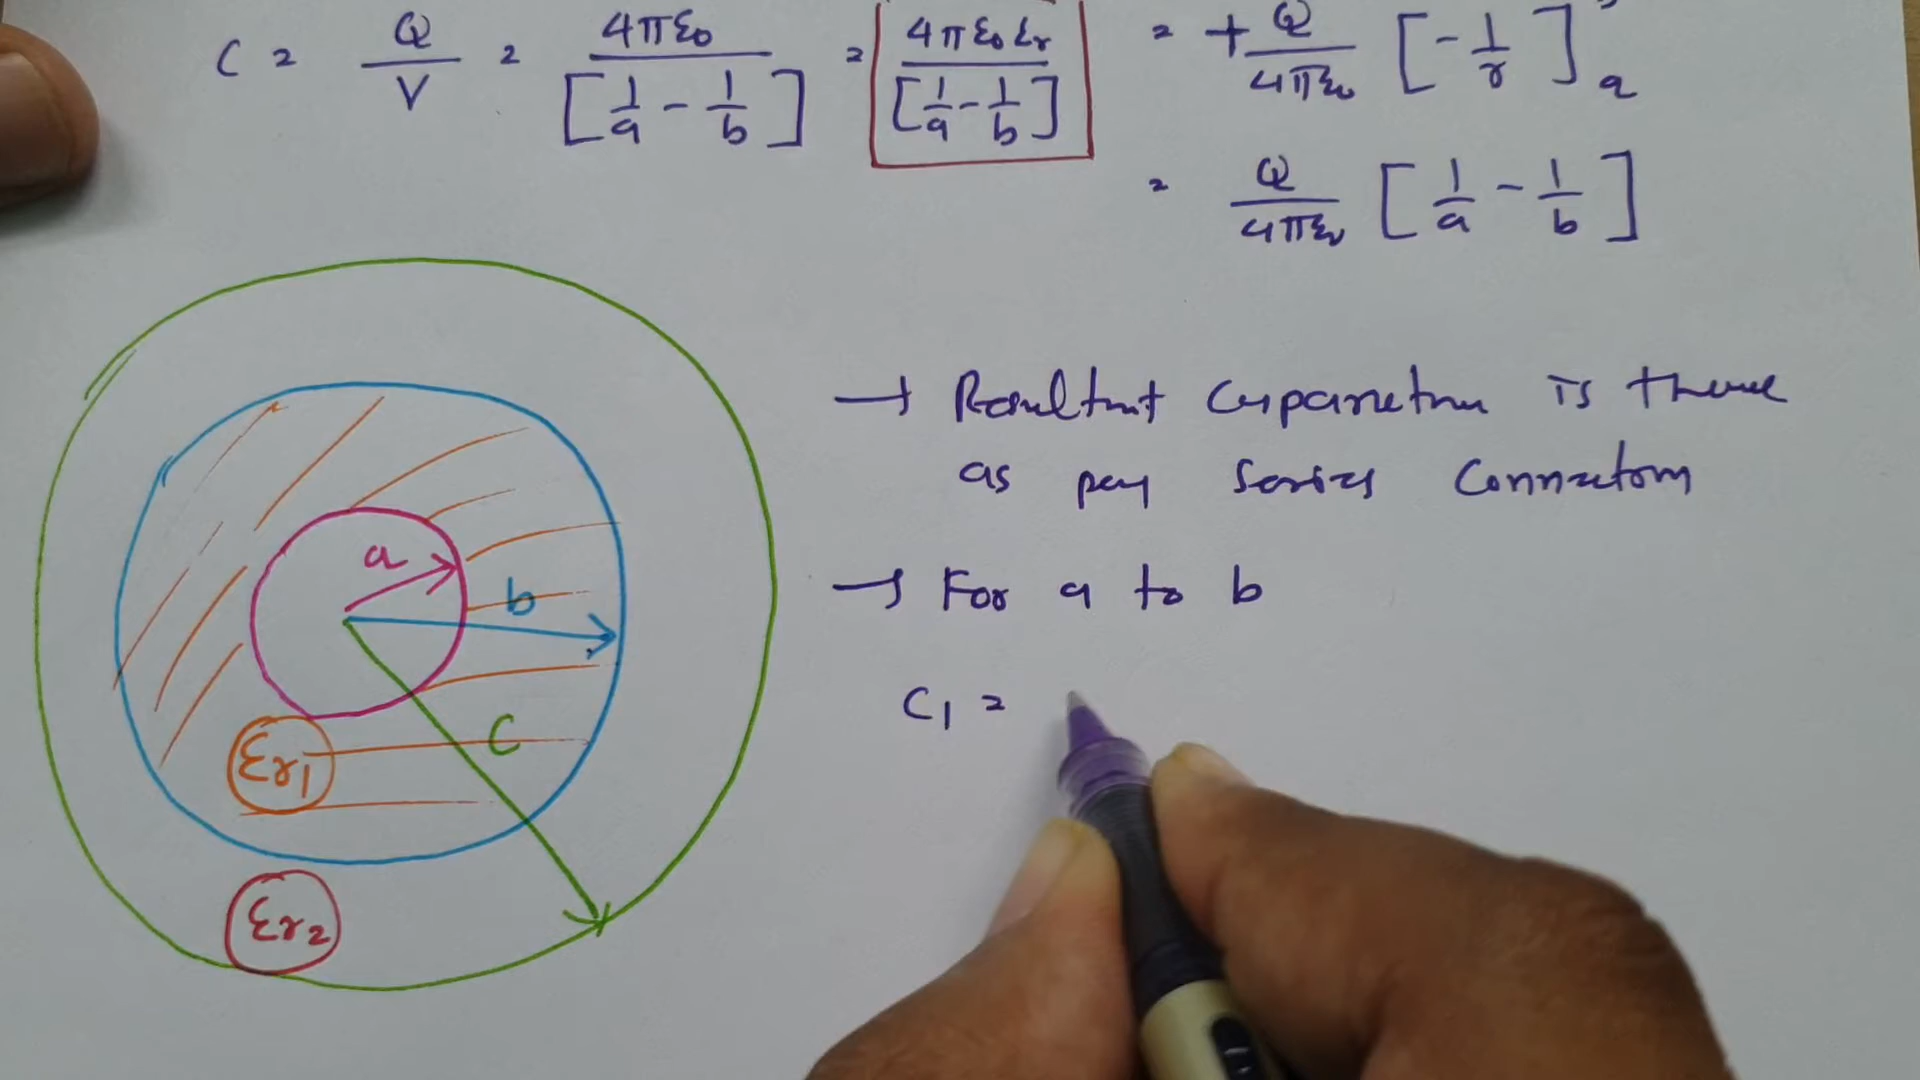 C = Q/V = 4πε0/[1/a - 1/b] = 4πε0εr/[1/a - 1/b]
= + Q/4πε0 [-1/r]a
= Q/4πε0 [1/a - 1/b]
→ Resultant Capacitance is there
as per Series Connection
→ For a to b
C1 =
a
b
c
εr1
εr2